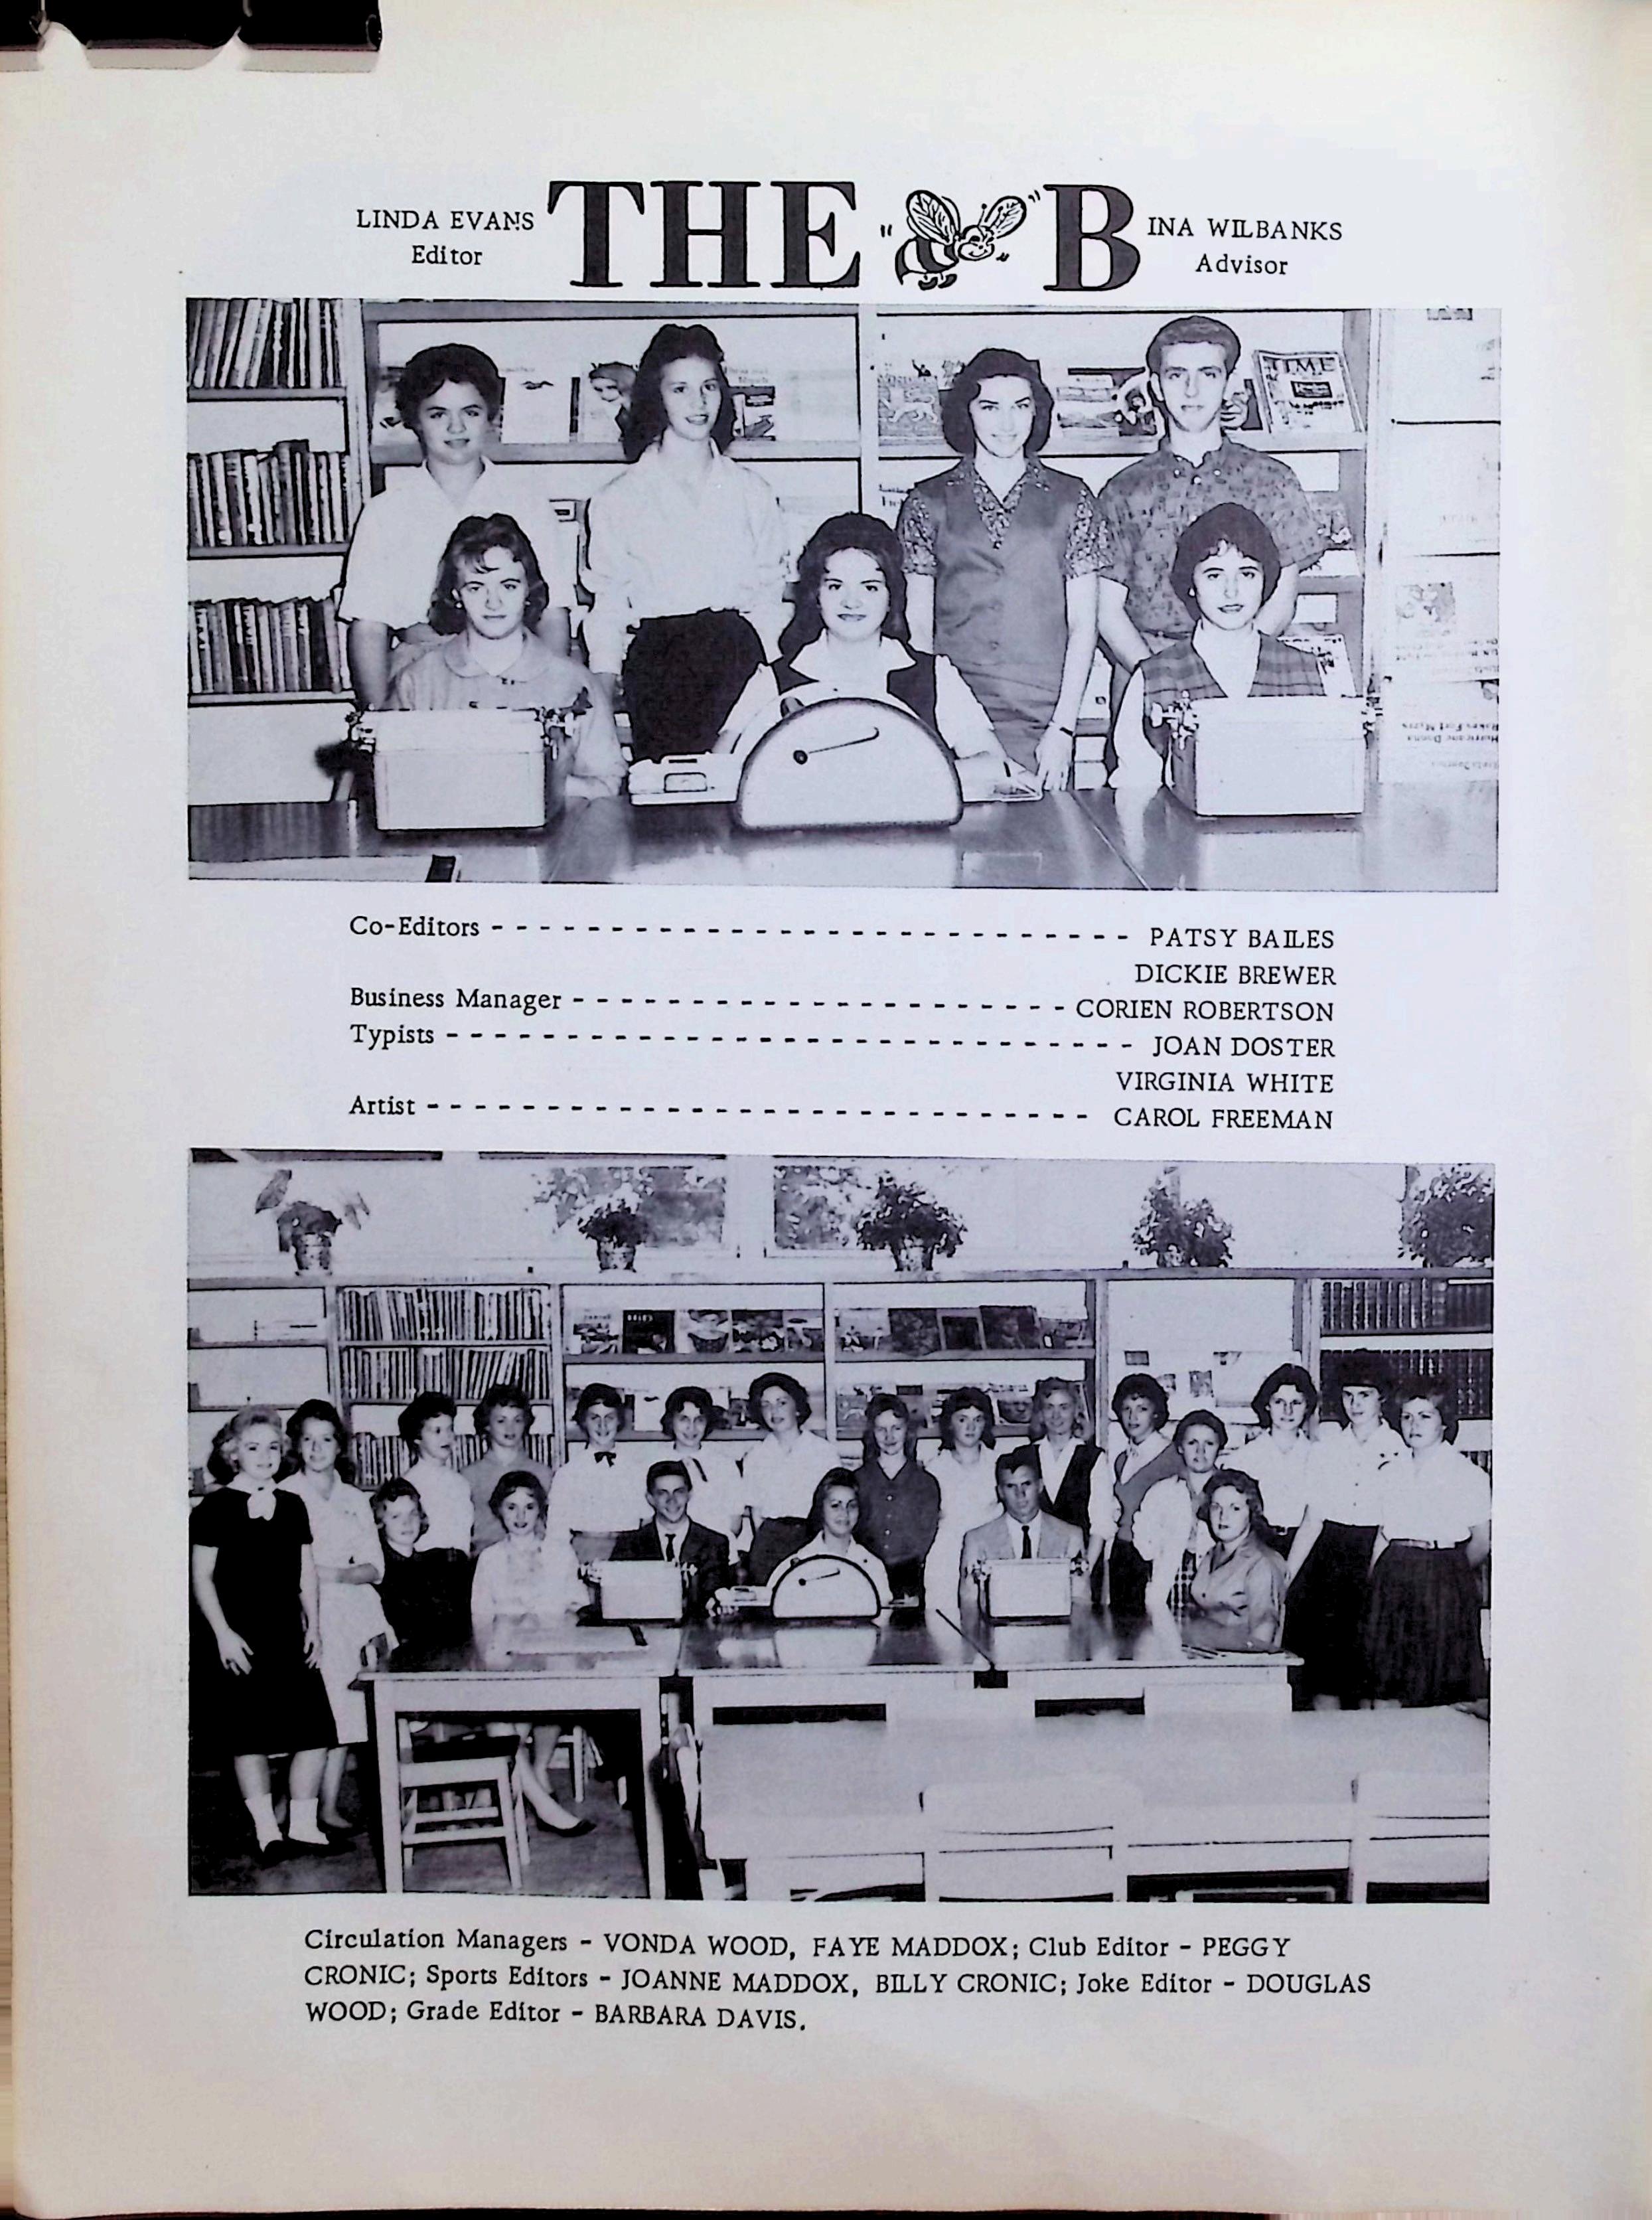 LINDA EVANS
Editor
THE " " B
INA WILBANKS
Advisor
TIME
Co-Editors - - - - - - - - - - - - - - - - - - - - - - - - - - - PATSY BAILES
DICKIE BREWER
Business Manager - - - - - - - - - - - - - - - - - - - - - CORIEN ROBERTSON
Typists - - - - - - - - - - - - - - - - - - - - - - - - - - - - - JOAN DOSTER
VIRGINIA WHITE
Artist - - - - - - - - - - - - - - - - - - - - - - - - - - - - CAROL FREEMAN
Circulation Managers - VONDA WOOD, FAYE MADDOX; Club Editor - PEGGY
CRONIC; Sports Editors - JOANNE MADDOX, BILLY CRONIC; Joke Editor - DOUGLAS
WOOD; Grade Editor - BARBARA DAVIS.